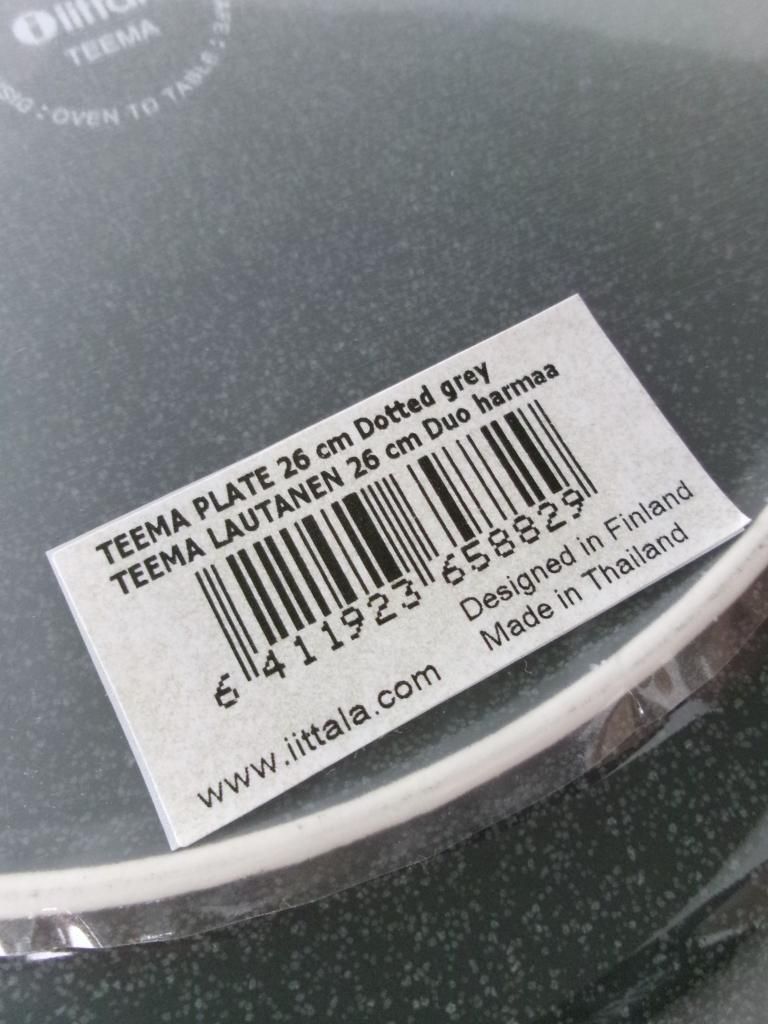 iittala
TEEMA
OVEN TO TABLE :
TEEMA PLATE 26 cm Dotted grey
TEEMA LAUTANEN 26 cm Duo harmaa
6 411923 658829
Designed in Finland
Made in Thailand
www.iittala.com